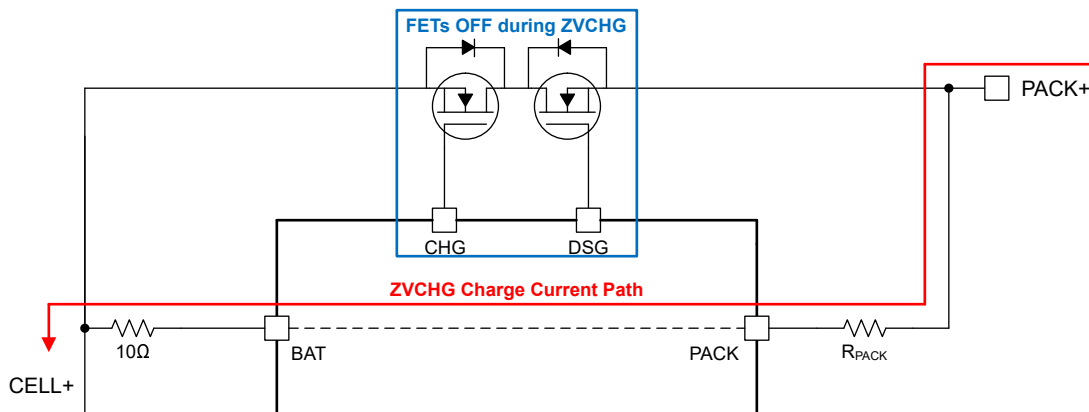 FETs OFF during ZVCHG
PACK+
CHG
DSG
ZVCHG Charge Current Path
10Ω
BAT
PACK
RPACK
CELL+